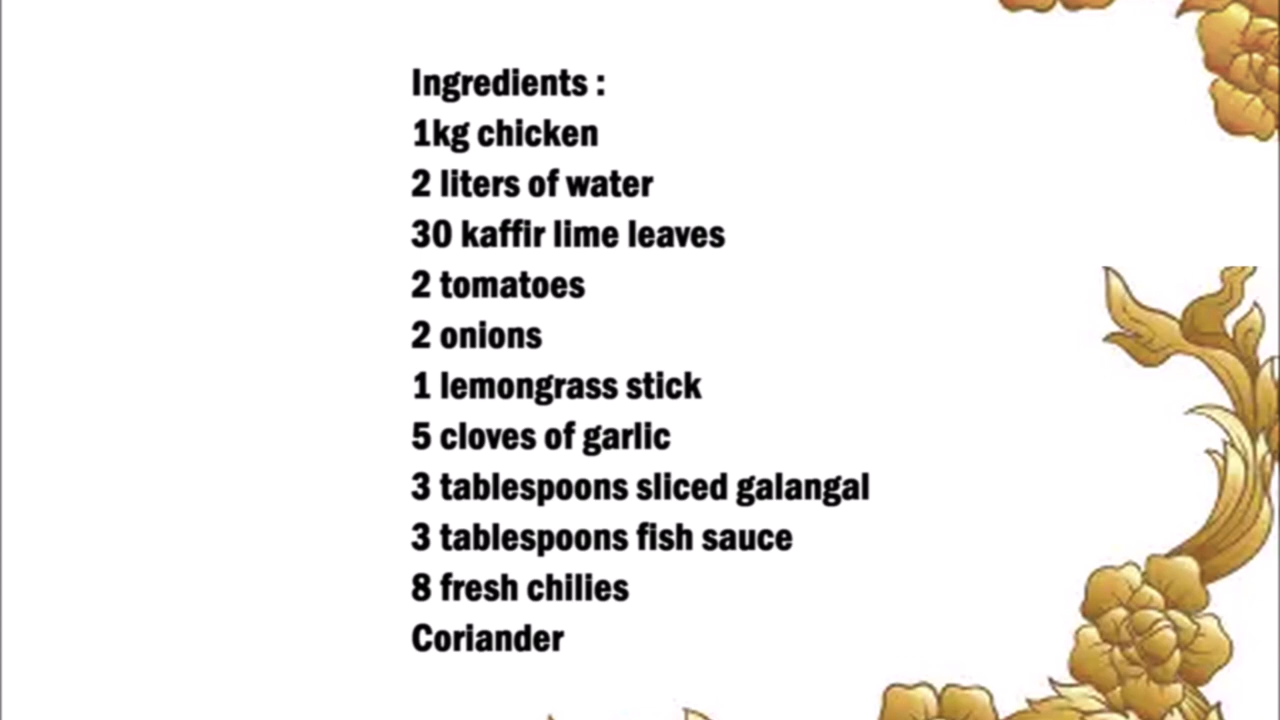 Ingredients :
1kg chicken
2 liters of water
30 kaffir lime leaves
2 tomatoes
2 onions
1 lemongrass stick
5 cloves of garlic
3 tablespoons sliced galangal
3 tablespoons fish sauce
8 fresh chilies
Coriander